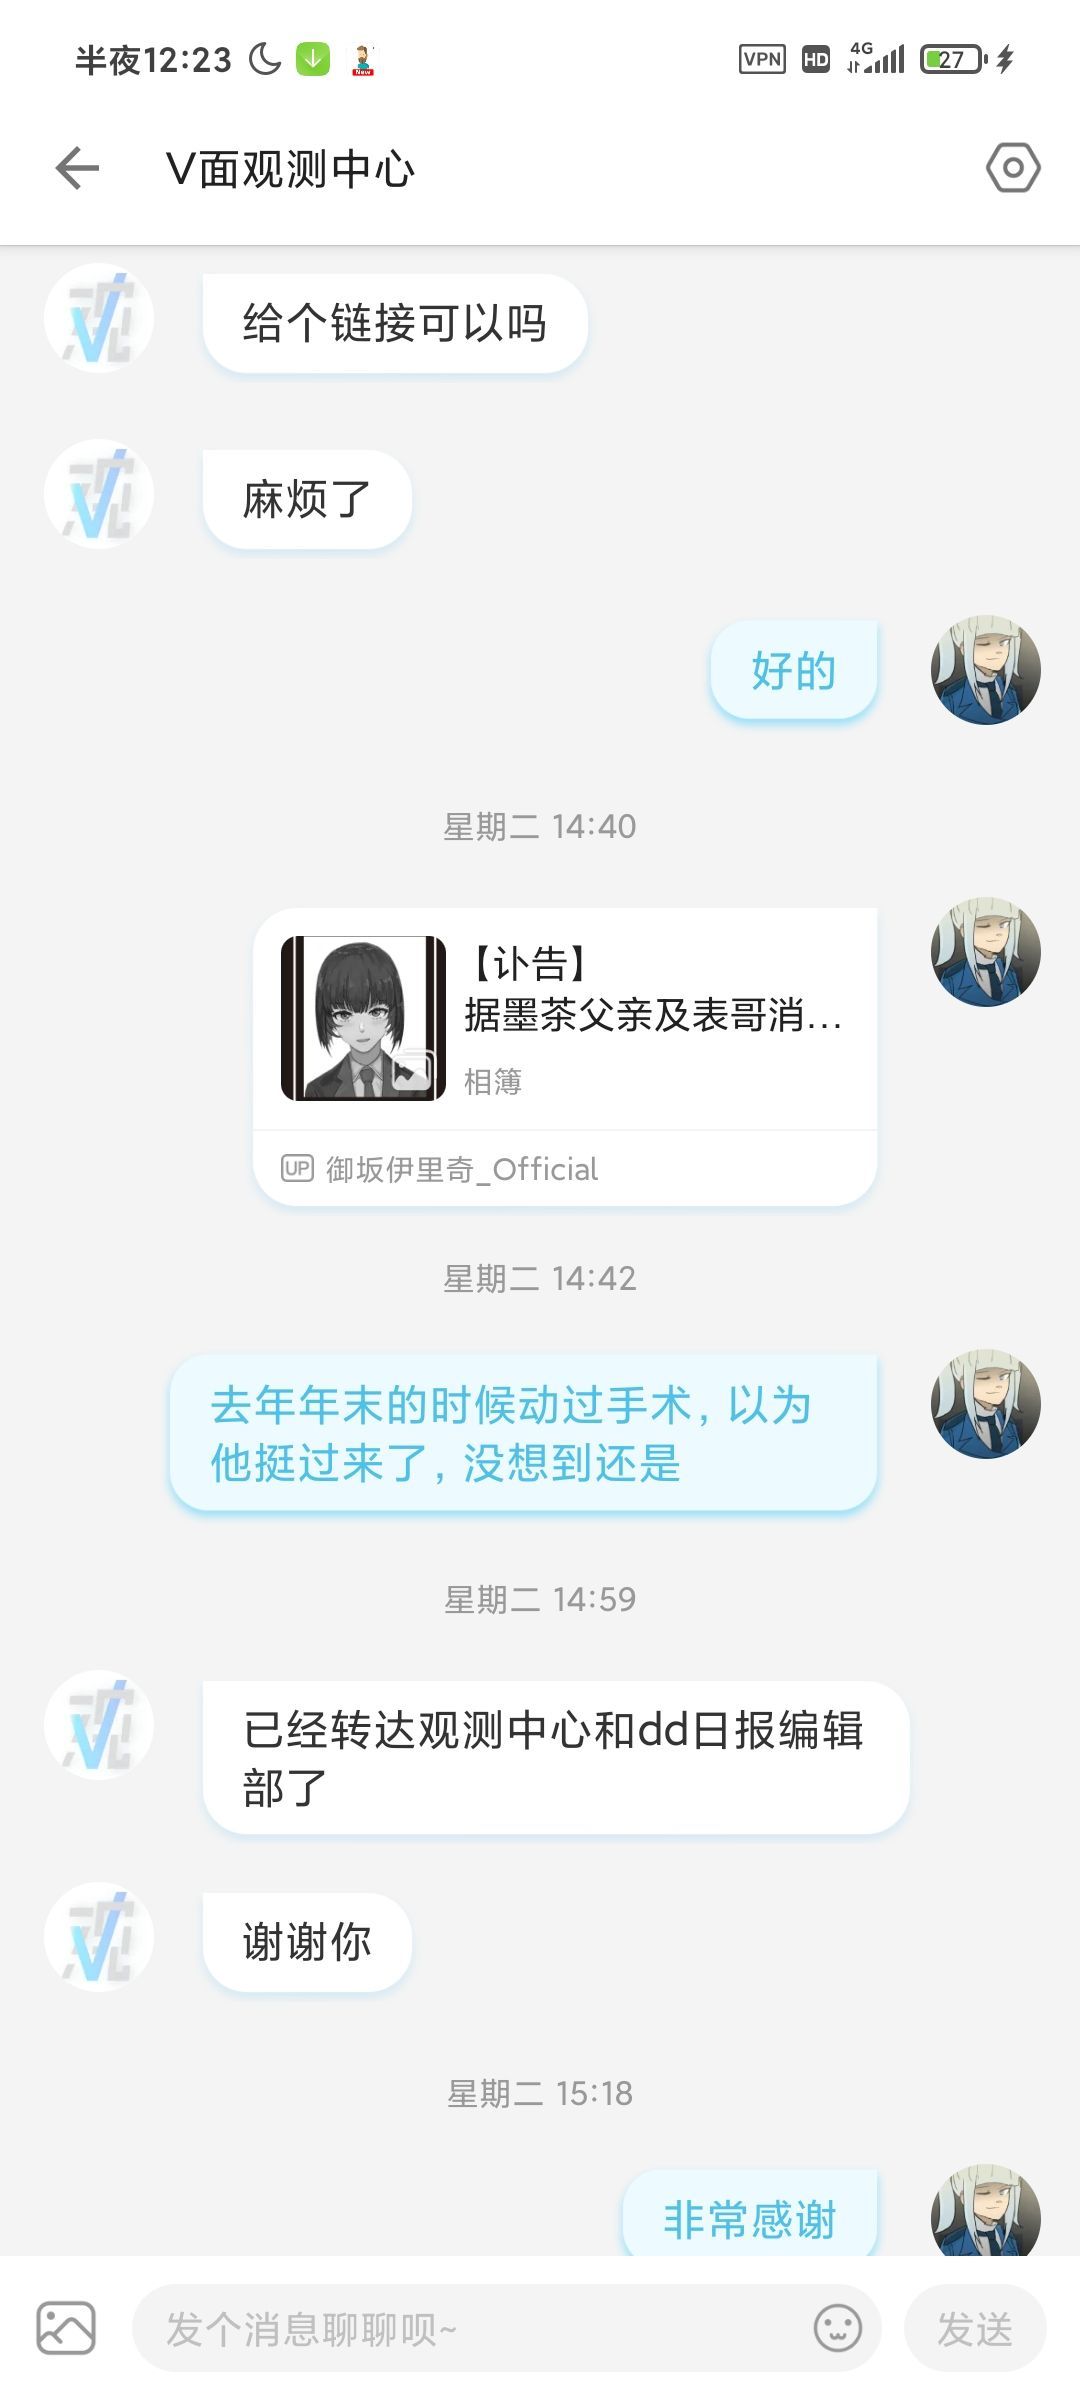 半夜12:23
VPN
HD
4G
27
V面观测中心
给个链接可以吗
麻烦了
好的
星期二 14:40
【讣告】
据墨茶父亲及表哥消…
相簿
UP 御坂伊里奇_Official
星期二 14:42
去年年末的时候动过手术，以为
他挺过来了，没想到还是
星期二 14:59
已经转达观测中心和dd日报编辑
部了
谢谢你
星期二 15:18
非常感谢
发个消息聊聊呗~
发送